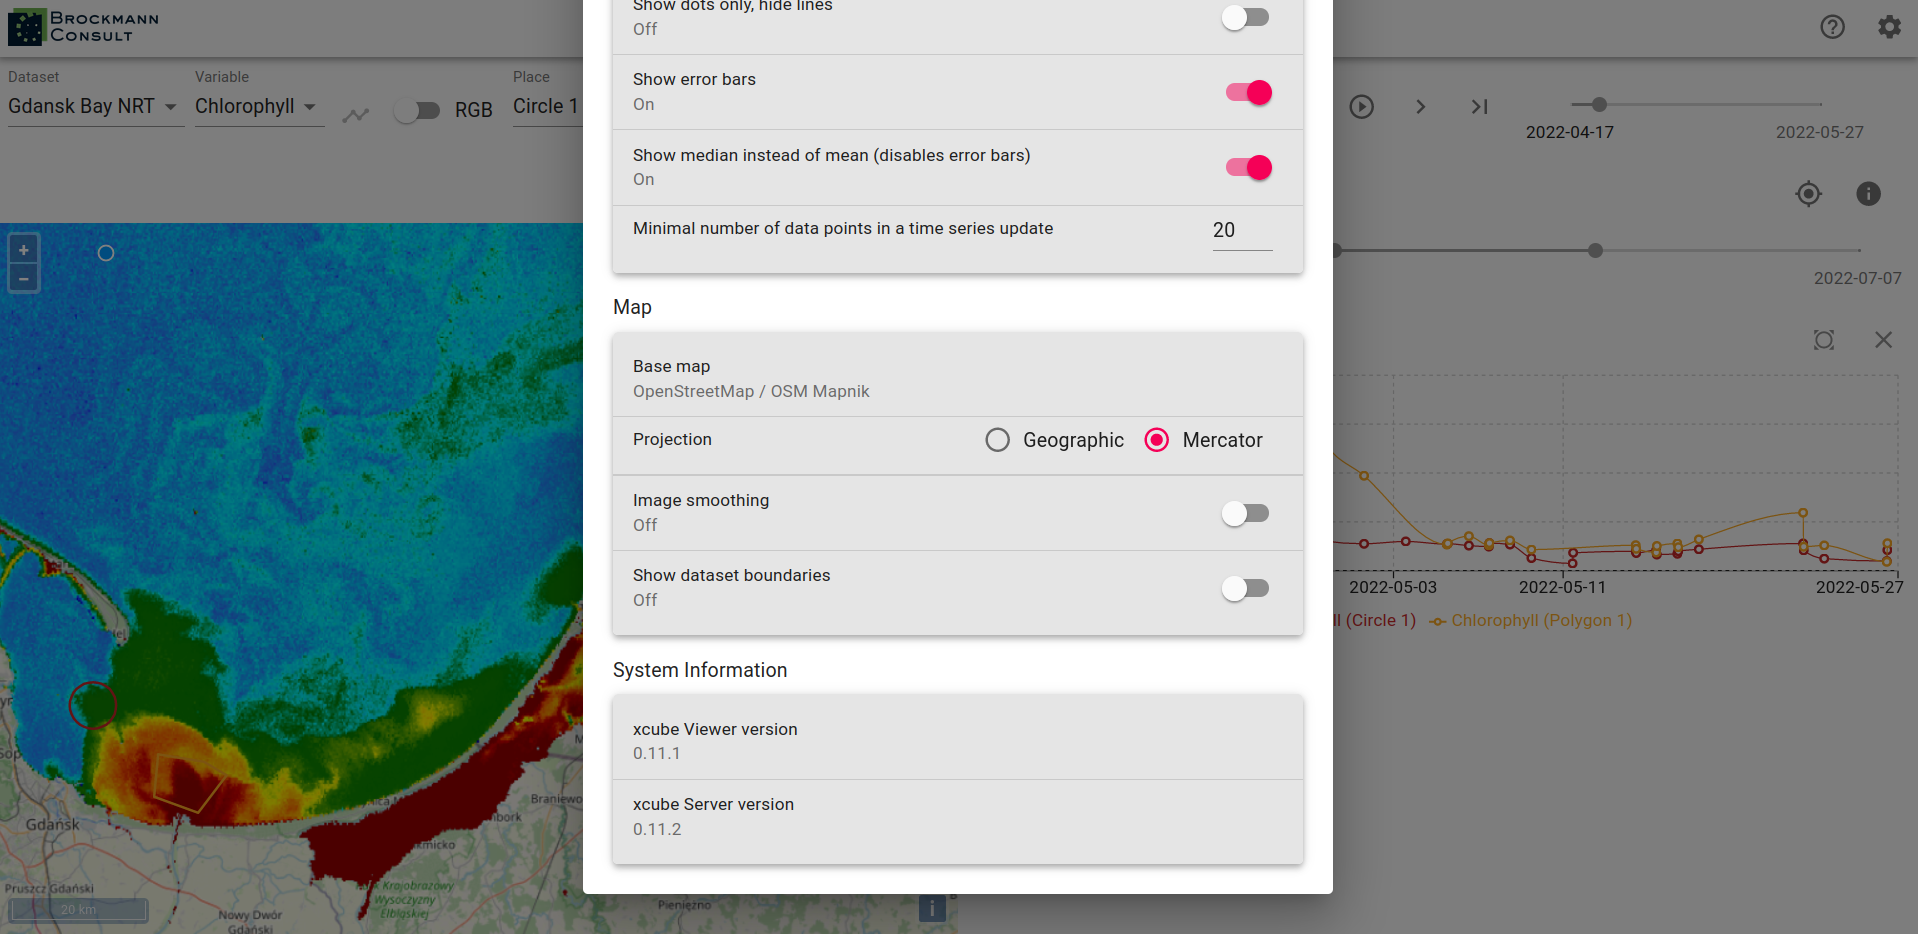 BROCKMANN
CONSULT
Dataset
Gdansk Bay NRT
Variable
Chlorophyll
RGB
Place
Circle 1
Show dots only, hide lines
Off
Show error bars
On
Show median instead of mean (disables error bars)
On
Minimal number of data points in a time series update
20
Map
Base map
OpenStreetMap / OSM Mapnik
Projection
Geographic
Mercator
Image smoothing
Off
Show dataset boundaries
Off
System Information
xcube Viewer version
0.11.1
xcube Server version
0.11.2
2022-04-17
2022-05-27
2022-07-07
2022-05-03
2022-05-11
2022-05-27
ll (Circle 1)
Chlorophyll (Polygon 1)
+
−
Gdańsk
Braniewo
Pruszcz Gdański
20 km
Nowy Dwór
Gdański
Krajobrazowy
Wysoczyzny
Elbląskiej
Pieniężno
i